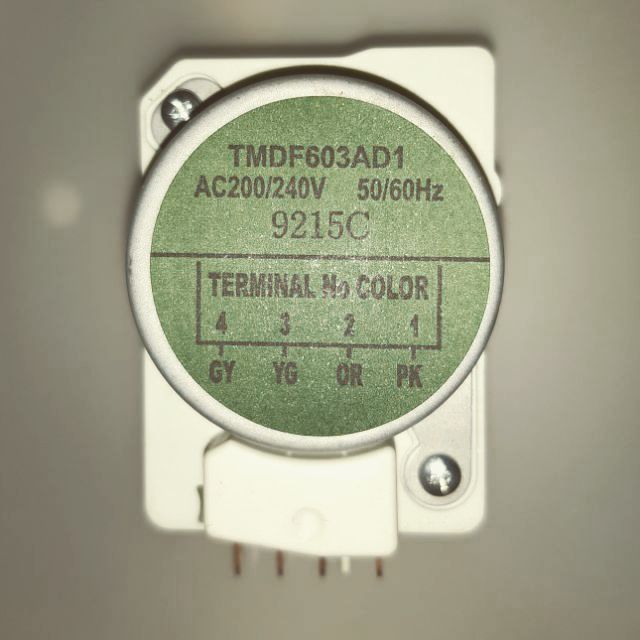 TMDF603AD1
AC200/240V 50/60Hz
9215C
TERMINAL No COLOR
4 3 2 1
GY YG OR PK